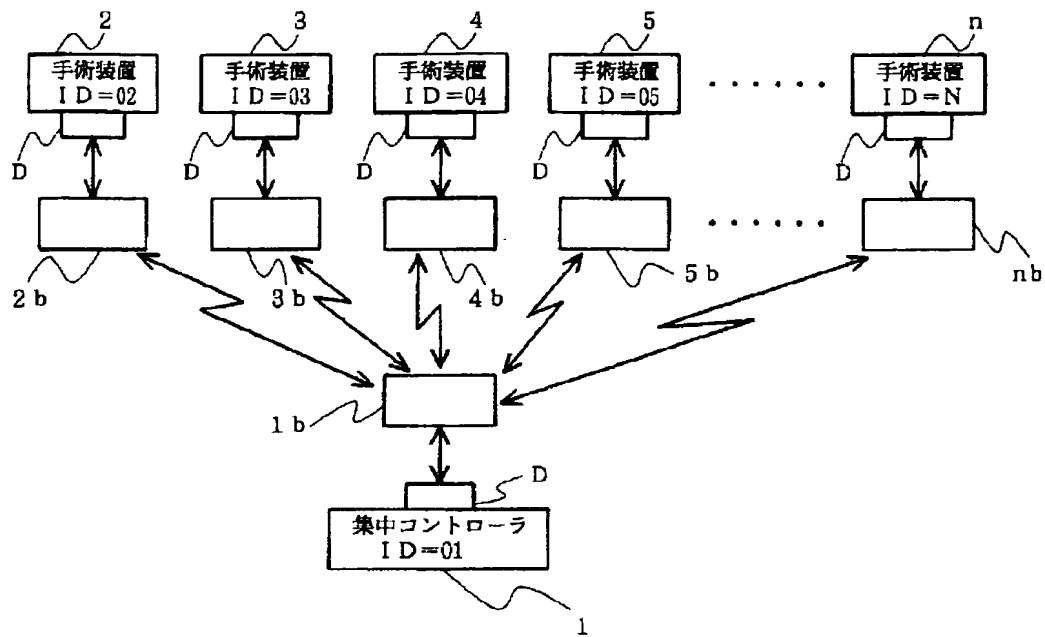 2 3 4 5 n
手術装置 手術装置 手術装置 手術装置 手術装置
ID=02 ID=03 ID=04 ID=05 ・・・・・・ ID=N
D D D D D
・・・・・・
2b 3b 4b 5b nb
1b
D
集中コントローラ
ID=01
1